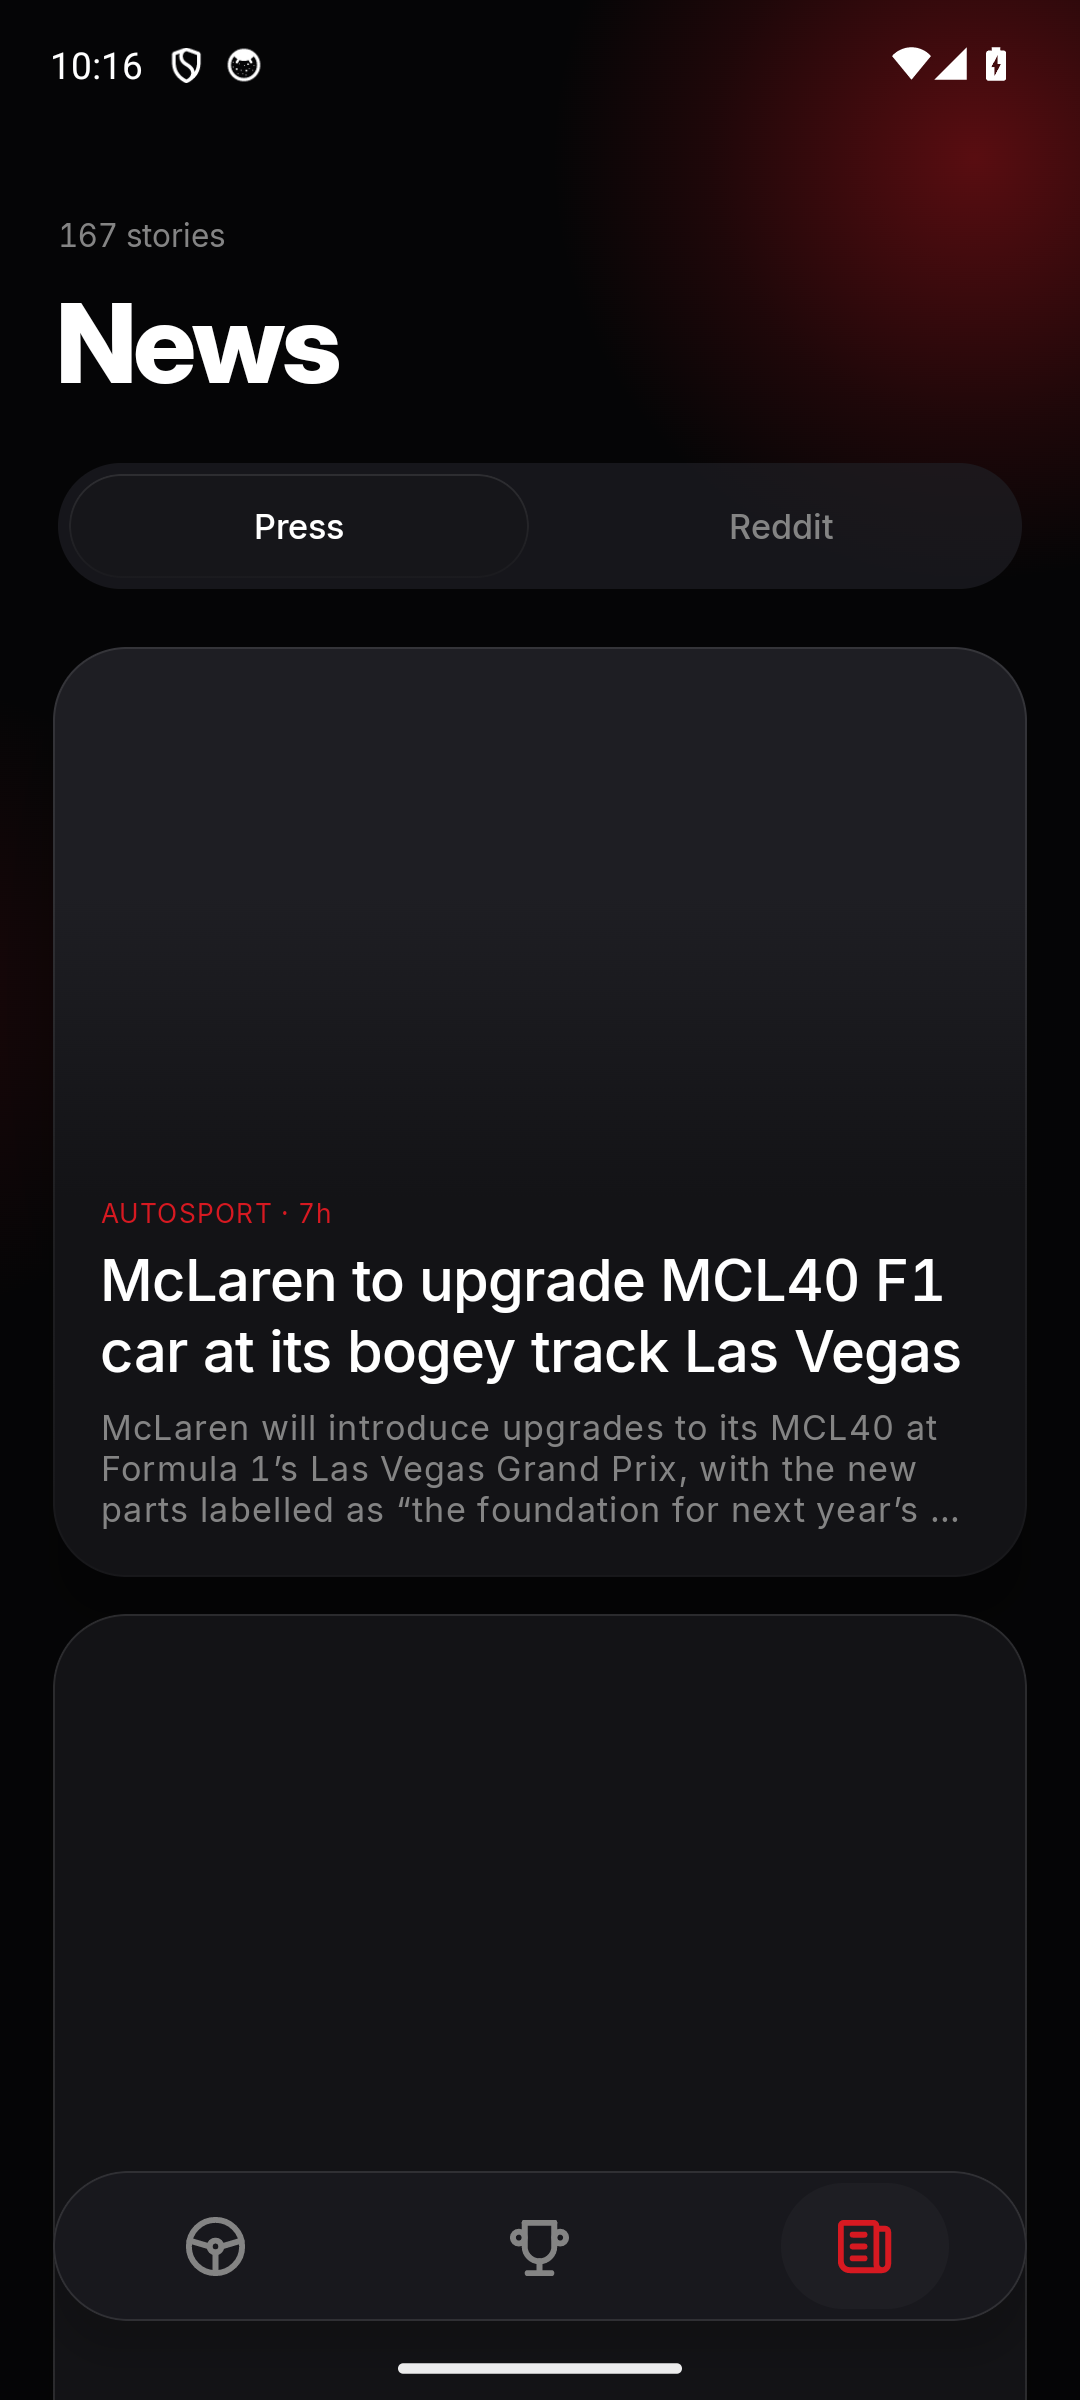 10:16
167 stories
News
Press
Reddit
AUTOSPORT · 7h
McLaren to upgrade MCL40 F1
car at its bogey track Las Vegas
McLaren will introduce upgrades to its MCL40 at
Formula 1’s Las Vegas Grand Prix, with the new
parts labelled as “the foundation for next year’s ...